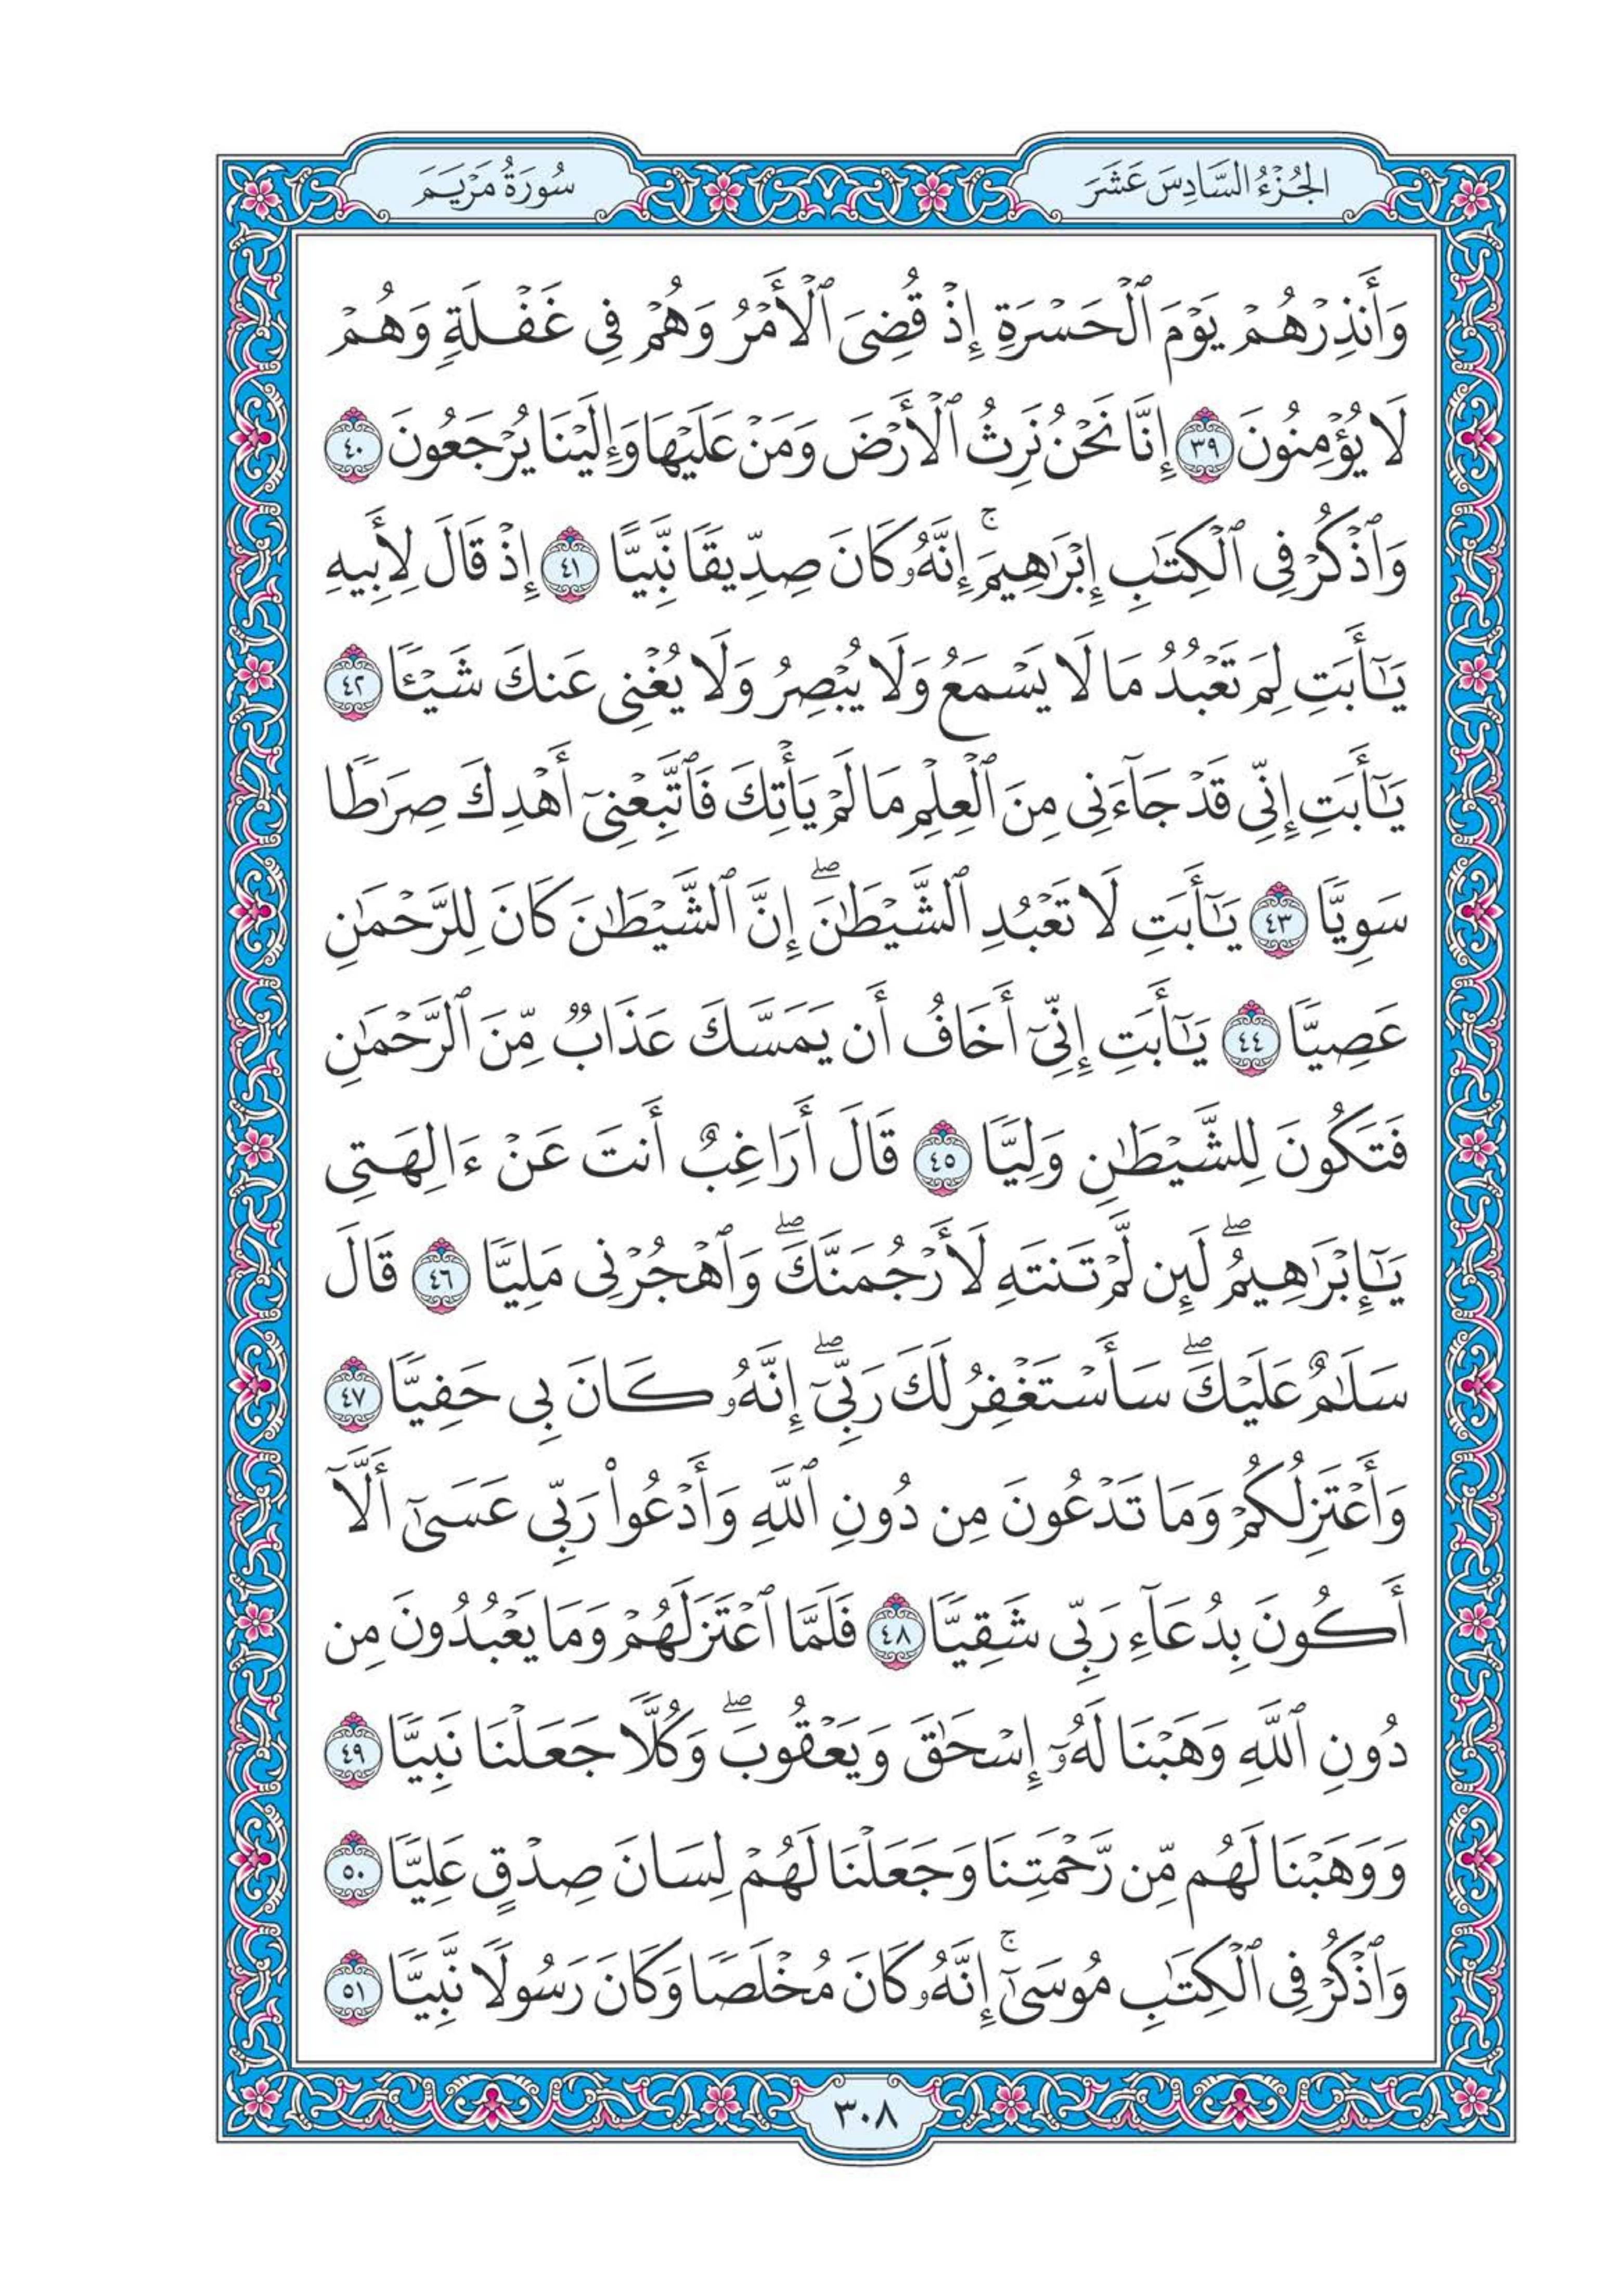 الجُزْءُ السَّادِسَ عَشَرَ
سُورَةُ مَرْيَمَ
وَأَنذِرْهُمْ يَوْمَ ٱلْحَسْرَةِ إِذْ قُضِيَ ٱلْأَمْرُ وَهُمْ فِي غَفْلَةٍ وَهُمْ
لَا يُؤْمِنُونَ ٣٩ إِنَّا نَحْنُ نَرِثُ ٱلْأَرْضَ وَمَنْ عَلَيْهَا وَإِلَيْنَا يُرْجَعُونَ ٤٠
وَٱذْكُرْ فِي ٱلْكِتَٰبِ إِبْرَٰهِيمَۚ إِنَّهُۥ كَانَ صِدِّيقًا نَّبِيًّا ٤١ إِذْ قَالَ لِأَبِيهِ
يَٰٓأَبَتِ لِمَ تَعْبُدُ مَا لَا يَسْمَعُ وَلَا يُبْصِرُ وَلَا يُغْنِي عَنكَ شَيْـًٔا ٤٢
يَٰٓأَبَتِ إِنِّي قَدْ جَآءَنِي مِنَ ٱلْعِلْمِ مَا لَمْ يَأْتِكَ فَٱتَّبِعْنِيٓ أَهْدِكَ صِرَٰطًا
سَوِيًّا ٤٣ يَٰٓأَبَتِ لَا تَعْبُدِ ٱلشَّيْطَٰنَۖ إِنَّ ٱلشَّيْطَٰنَ كَانَ لِلرَّحْمَٰنِ
عَصِيًّا ٤٤ يَٰٓأَبَتِ إِنِّيٓ أَخَافُ أَن يَمَسَّكَ عَذَابٌ مِّنَ ٱلرَّحْمَٰنِ
فَتَكُونَ لِلشَّيْطَٰنِ وَلِيًّا ٤٥ قَالَ أَرَاغِبٌ أَنتَ عَنْ ءَالِهَتِي
يَٰٓإِبْرَٰهِيمُۖ لَئِن لَّمْ تَنتَهِ لَأَرْجُمَنَّكَۖ وَٱهْجُرْنِي مَلِيًّا ٤٦ قَالَ
سَلَٰمٌ عَلَيْكَۖ سَأَسْتَغْفِرُ لَكَ رَبِّيٓۖ إِنَّهُۥ كَانَ بِي حَفِيًّا ٤٧
وَأَعْتَزِلُكُمْ وَمَا تَدْعُونَ مِن دُونِ ٱللَّهِ وَأَدْعُوا۟ رَبِّي عَسَىٰٓ أَلَّآ
أَكُونَ بِدُعَآءِ رَبِّي شَقِيًّا ٤٨ فَلَمَّا ٱعْتَزَلَهُمْ وَمَا يَعْبُدُونَ مِن
دُونِ ٱللَّهِ وَهَبْنَا لَهُۥٓ إِسْحَٰقَ وَيَعْقُوبَۖ وَكُلًّا جَعَلْنَا نَبِيًّا ٤٩
وَوَهَبْنَا لَهُم مِّن رَّحْمَتِنَا وَجَعَلْنَا لَهُمْ لِسَانَ صِدْقٍ عَلِيًّا ٥٠
وَٱذْكُرْ فِي ٱلْكِتَٰبِ مُوسَىٰٓۚ إِنَّهُۥ كَانَ مُخْلَصًا وَكَانَ رَسُولًا نَّبِيًّا ٥١
٣٠٨